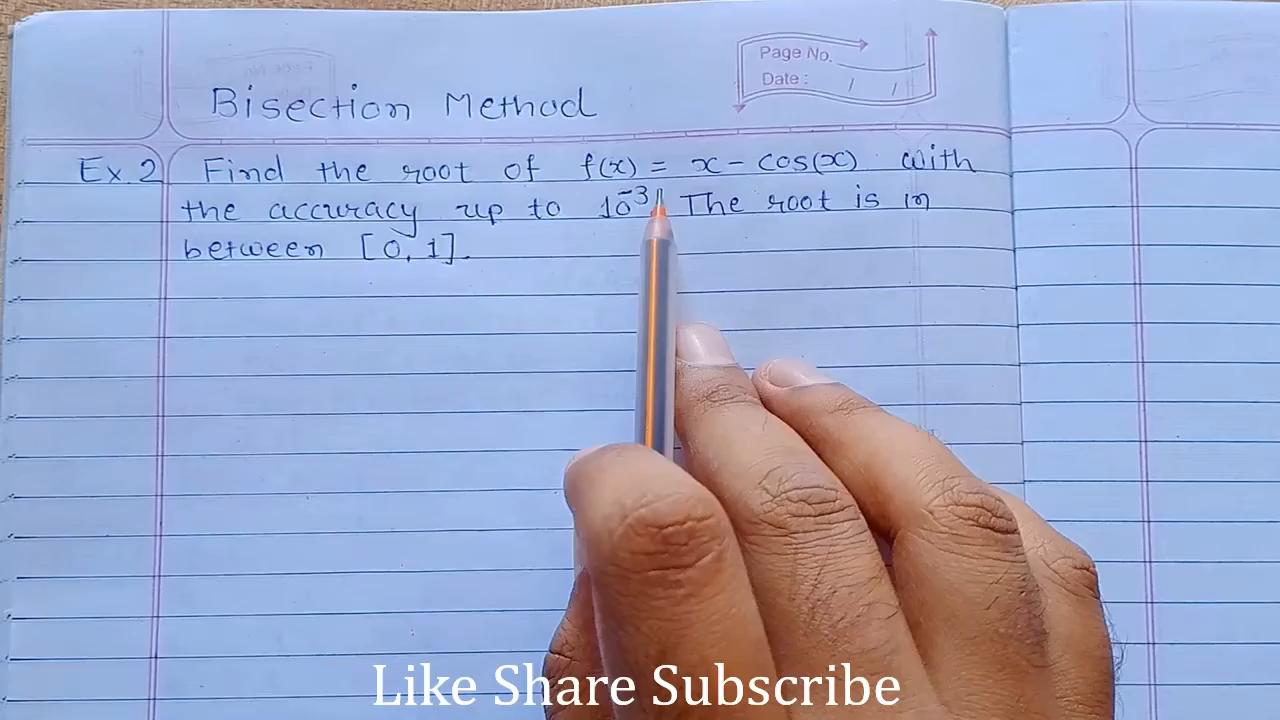 Page No.
Date : / /
Bisection Method
Ex. 2 Find the root of f(x) = x - cos(x) with
the accuracy up to 10⁻³. The root is in
between [0, 1].
Like Share Subscribe